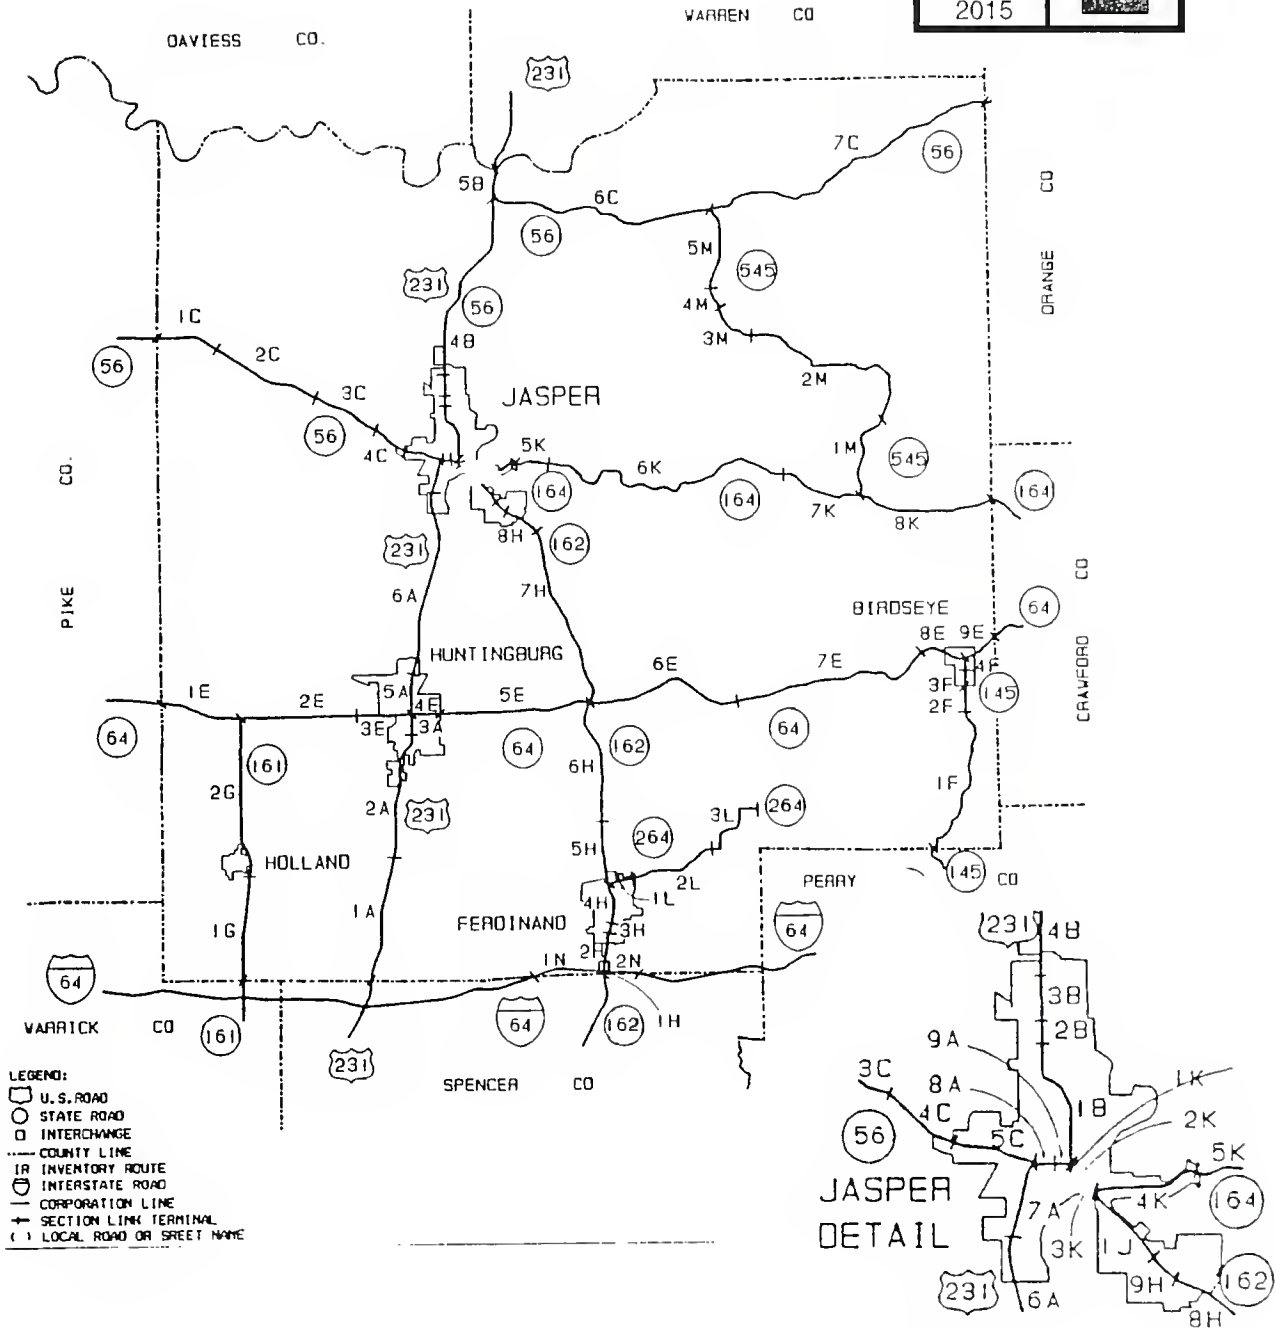 2015
DAVIESS CO.
WARREN CO
231
7C
56
5B
6C
56
5M
545
ORANGE CO
231
56
4M
3M
1C
2C
56
4B
3C
2M
JASPER
56
4C
5K
6K
1M
545
164
164
164
7K
8K
PIKE CO.
231
8H
162
6A
7H
BIRDSEYE
64
CRAWFORD CO
HUNTINGBURG
8E 9E
6E
7E
4F
3F
145
2F
1E
2E
5A
4E
5E
3E
3A
64
64
64
161
162
6H
1F
2G
2A
231
3L
264
264
5H
HOLLAND
2L
1L
PERRY CO
145
1A
4H
FERDINAND
3H
2H
1G
1N
2N
64
64
64
1H
162
WARRICK CO
161
231
SPENCER CO
LEGEND:
U.S. ROAD
STATE ROAD
INTERCHANGE
COUNTY LINE
IR INVENTORY ROUTE
INTERSTATE ROAD
CORPORATION LINE
SECTION LINK TERMINAL
( ) LOCAL ROAD OR SREET NAME
231
4B
3B
2B
9A
3C
8A
1K
4C
1B
2K
56
5C
5K
JASPER
DETAIL
7A
4K
164
3K
1J
9H
162
231
6A
8H